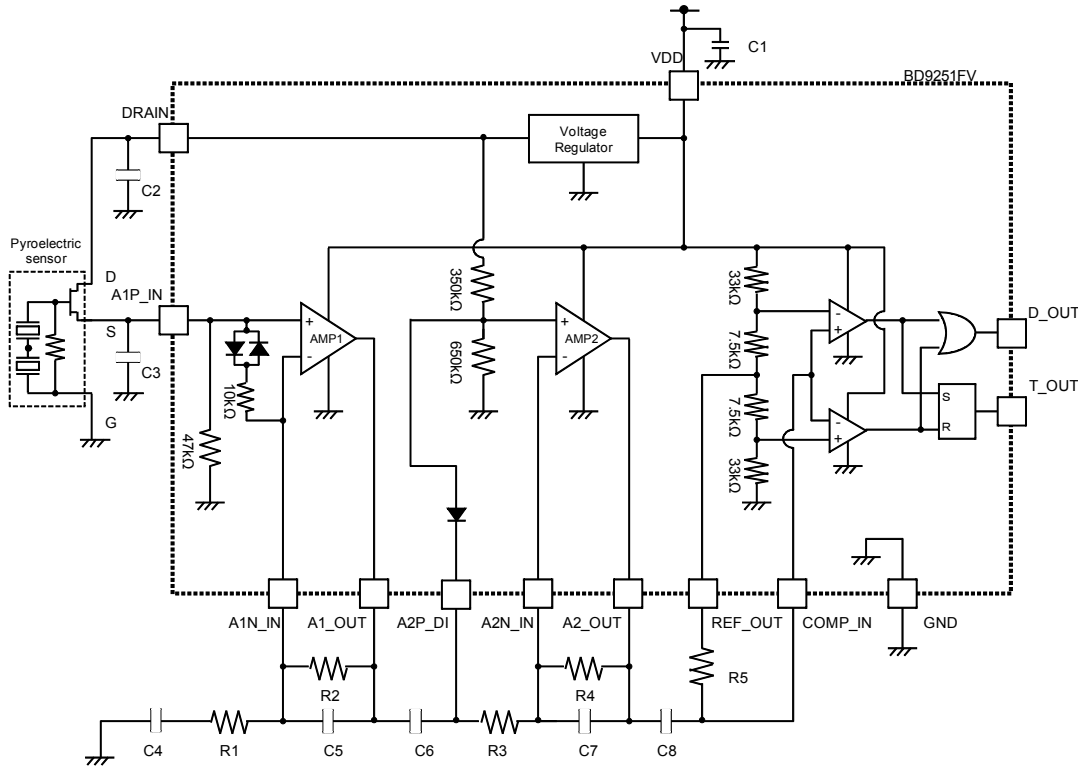 C1
VDD
BD9251FV
DRAIN
Voltage
Regulator
C2
Pyroelectric
sensor
D
A1P_IN
S
C3
G
350kΩ
650kΩ
33kΩ
7.5kΩ
7.5kΩ
33kΩ
+
-
AMP1
+
-
AMP2
-
+
-
+
10kΩ
47kΩ
D_OUT
T_OUT
S
R
A1N_IN
A1_OUT
A2P_DI
A2N_IN
A2_OUT
REF_OUT
COMP_IN
GND
R2
R4
R5
C4
R1
C5
C6
R3
C7
C8